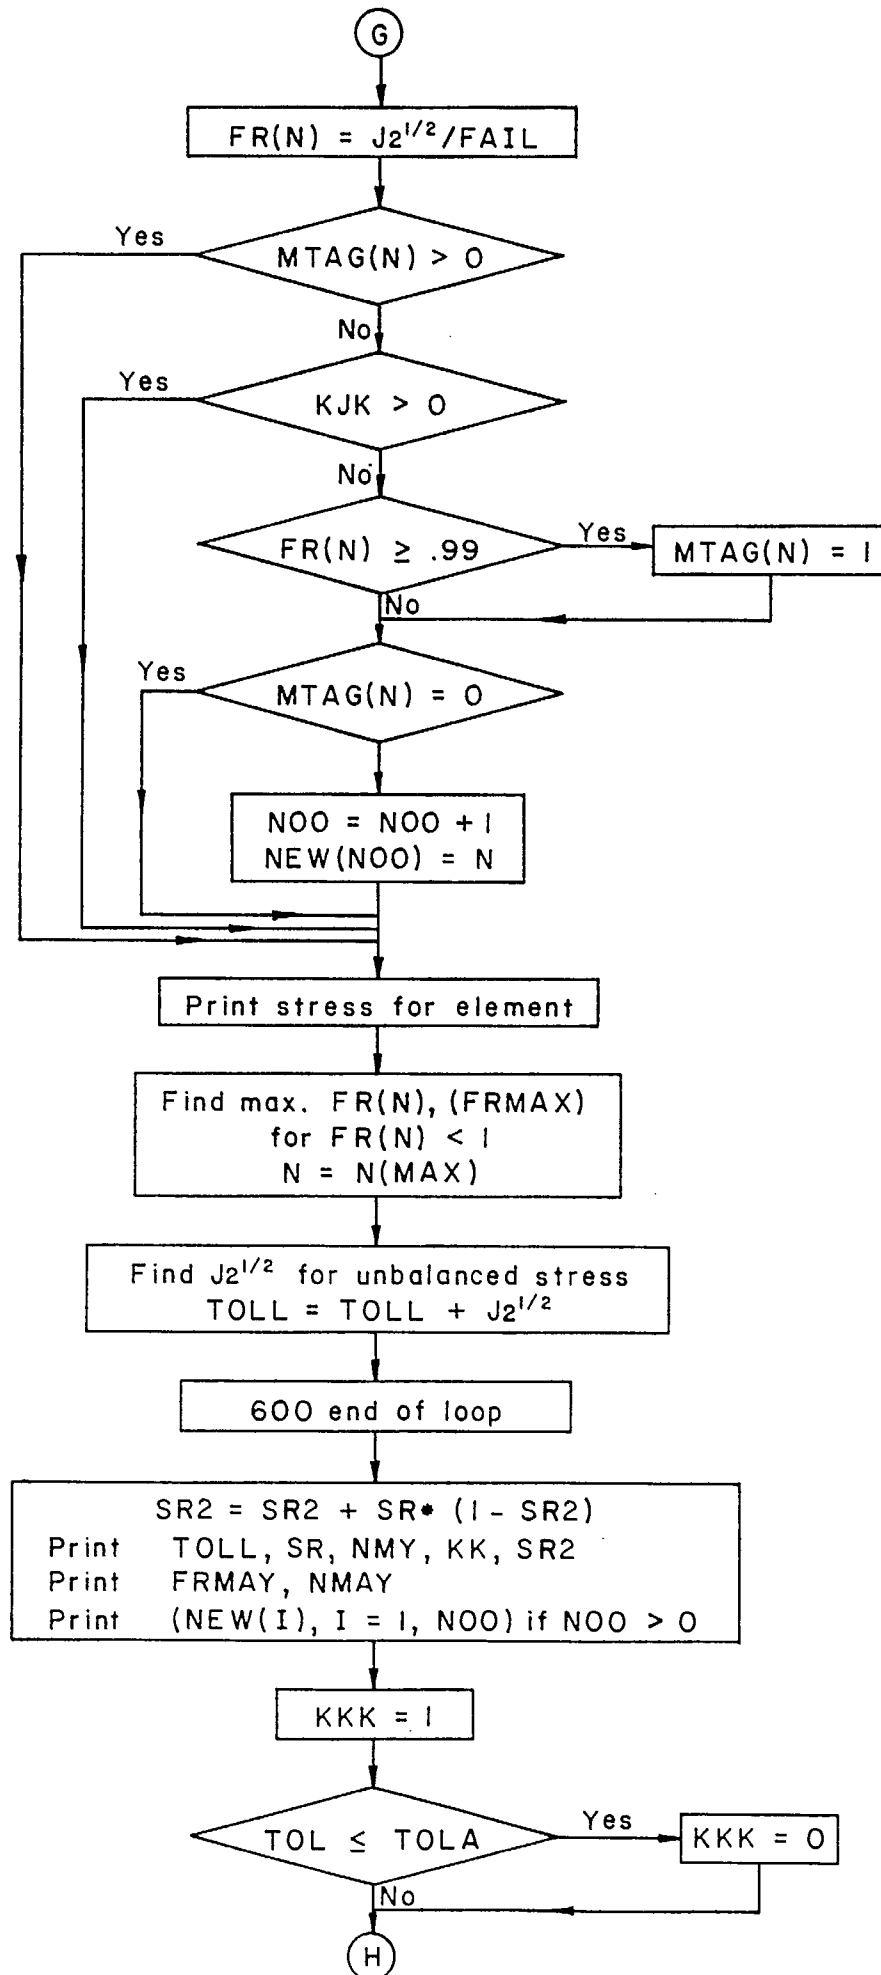 G
FR(N) = J2^1/2/FAIL
Yes
MTAG(N) > 0
No
Yes
KJK > 0
No
FR(N) ≥ .99
Yes
MTAG(N) = 1
No
Yes
MTAG(N) = 0
NOO = NOO + 1
NEW(NOO) = N
Print stress for element
Find max. FR(N), (FRMAX)
for FR(N) < 1
N = N(MAX)
Find J2^1/2 for unbalanced stress
TOLL = TOLL + J2^1/2
600 end of loop
SR2 = SR2 + SR* (1 - SR2)
Print TOLL, SR, NMY, KK, SR2
Print FRMAY, NMAY
Print (NEW(I), I = 1, NOO) if NOO > 0
KKK = 1
TOL ≤ TOLA
Yes
KKK = 0
No
H